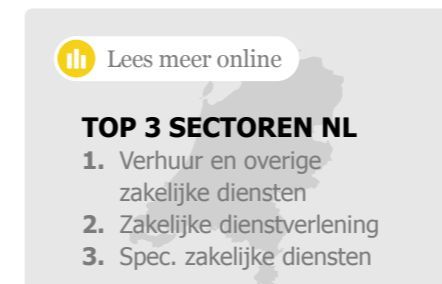 Lees meer online
TOP 3 SECTOREN NL
1. Verhuur en overige
zakelijke diensten
2. Zakelijke dienstverlening
3. Spec. zakelijke diensten